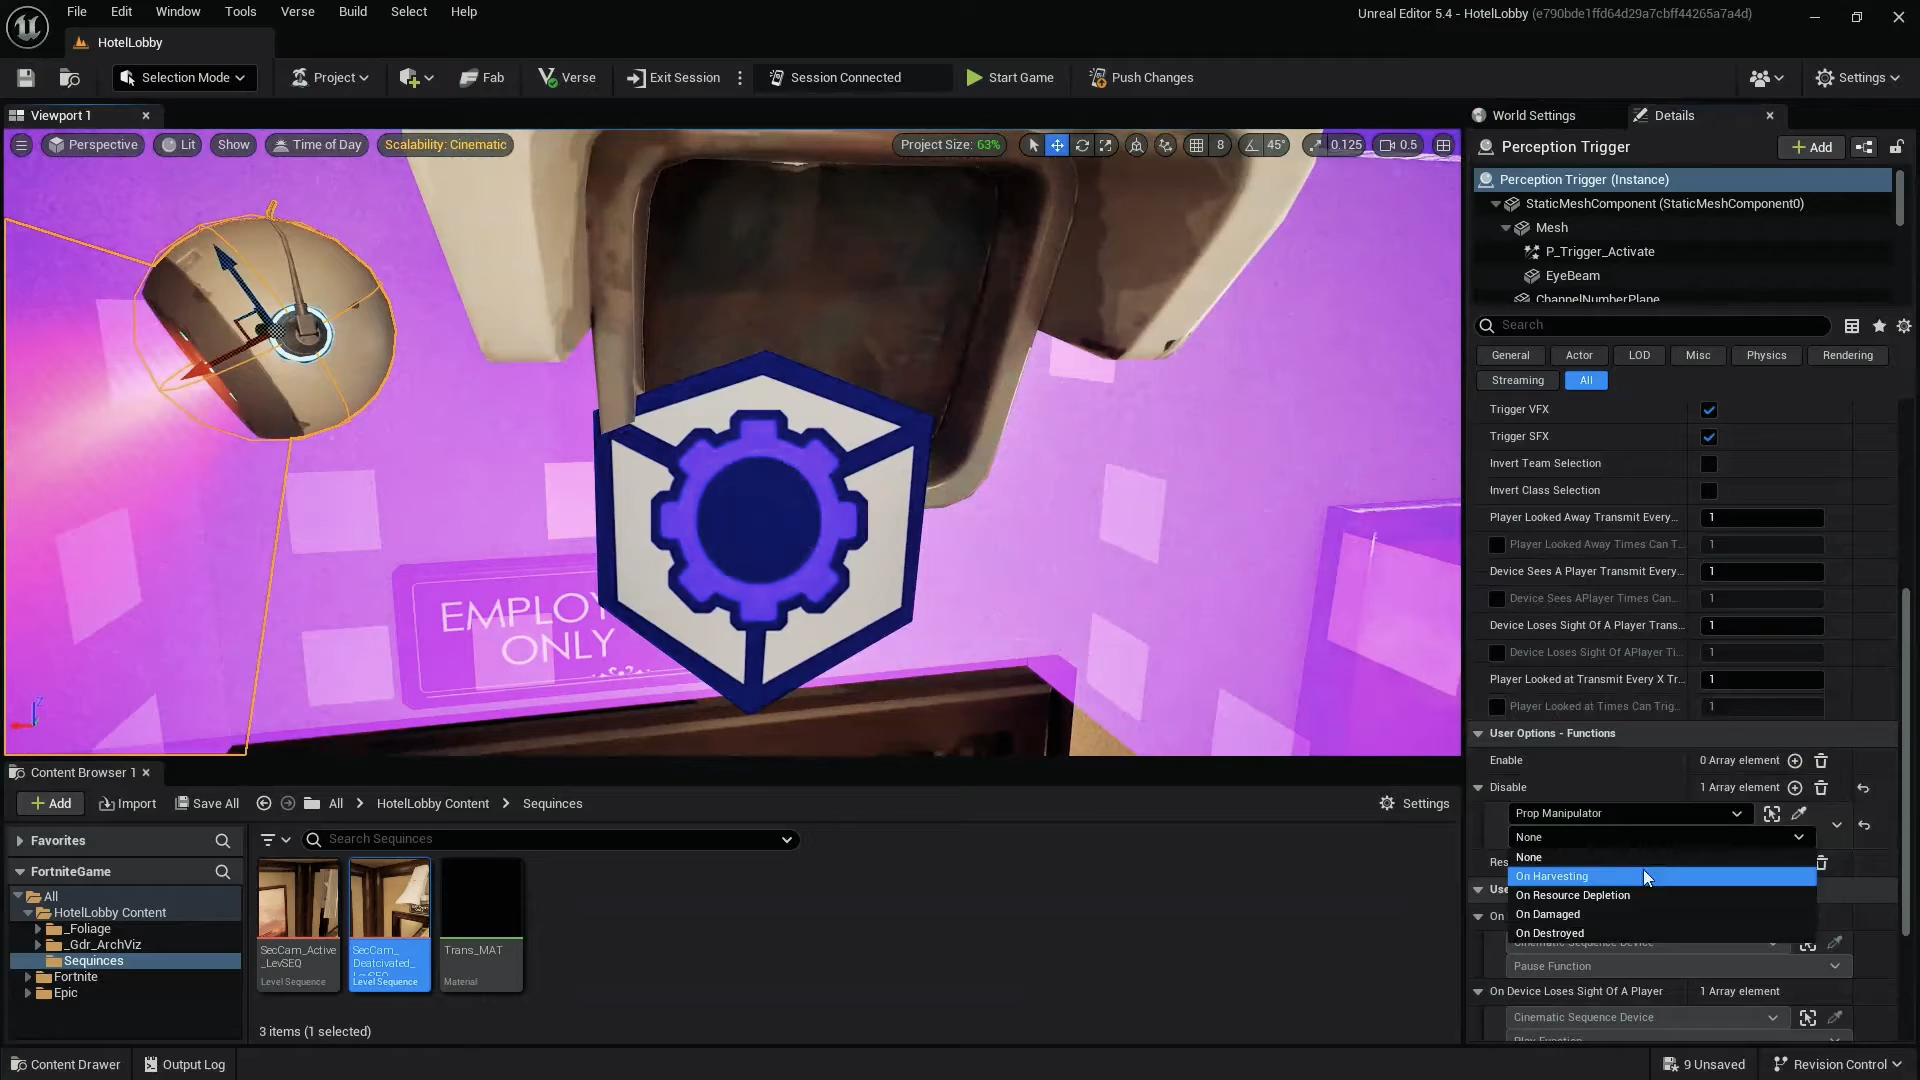 File
Edit
Window
Tools
Verse
Build
Select
Help
Unreal Editor 5.4 - HotelLobby (e790bde1ffd64d29a7cbff44265a7a4d)
HotelLobby
Selection Mode
Project
Fab
Verse
Exit Session
Session Connected
Start Game
Push Changes
Settings
Viewport 1
Perspective
Lit
Show
Time of Day
Scalability: Cinematic
Project Size: 63%
8
45°
0.125
0.5
EMPLOY
ONLY
World Settings
Details
Perception Trigger
Add
Perception Trigger (Instance)
StaticMeshComponent (StaticMeshComponent0)
Mesh
P_Trigger_Activate
EyeBeam
ChannelNumberPlane
Search
General
Actor
LOD
Misc
Physics
Rendering
Streaming
All
Trigger VFX
Trigger SFX
Invert Team Selection
Invert Class Selection
Player Looked Away Transmit Every... 1
Player Looked Away Times Can T... 1
Device Sees A Player Transmit Every... 1
Device Sees APlayer Times Can... 1
Device Loses Sight Of A Player Trans... 1
Device Loses Sight Of APlayer Ti... 1
Player Looked at Transmit Every X Tr... 1
Player Looked at Times Can Trig... 1
User Options - Functions
Enable 0 Array element
Disable 1 Array element
Prop Manipulator
None
None
Res
On Harvesting
Use
On Resource Depletion
On
On Damaged
On Destroyed
Cinematic Sequence Device
Pause Function
On Device Loses Sight Of A Player 1 Array element
Cinematic Sequence Device
Play Function
Content Browser 1
Add
Import
Save All
All
HotelLobby Content
Sequinces
Settings
Favorites
Search Sequinces
FortniteGame
All
HotelLobby Content
_Foliage
_Gdr_ArchViz
Sequinces
Fortnite
Epic
SecCam_Active
_LevSEQ
Level Sequence
SecCam_
Deatcivated_
LevSEQ
Level Sequence
Trans_MAT
Material
3 items (1 selected)
Content Drawer
Output Log
9 Unsaved
Revision Control